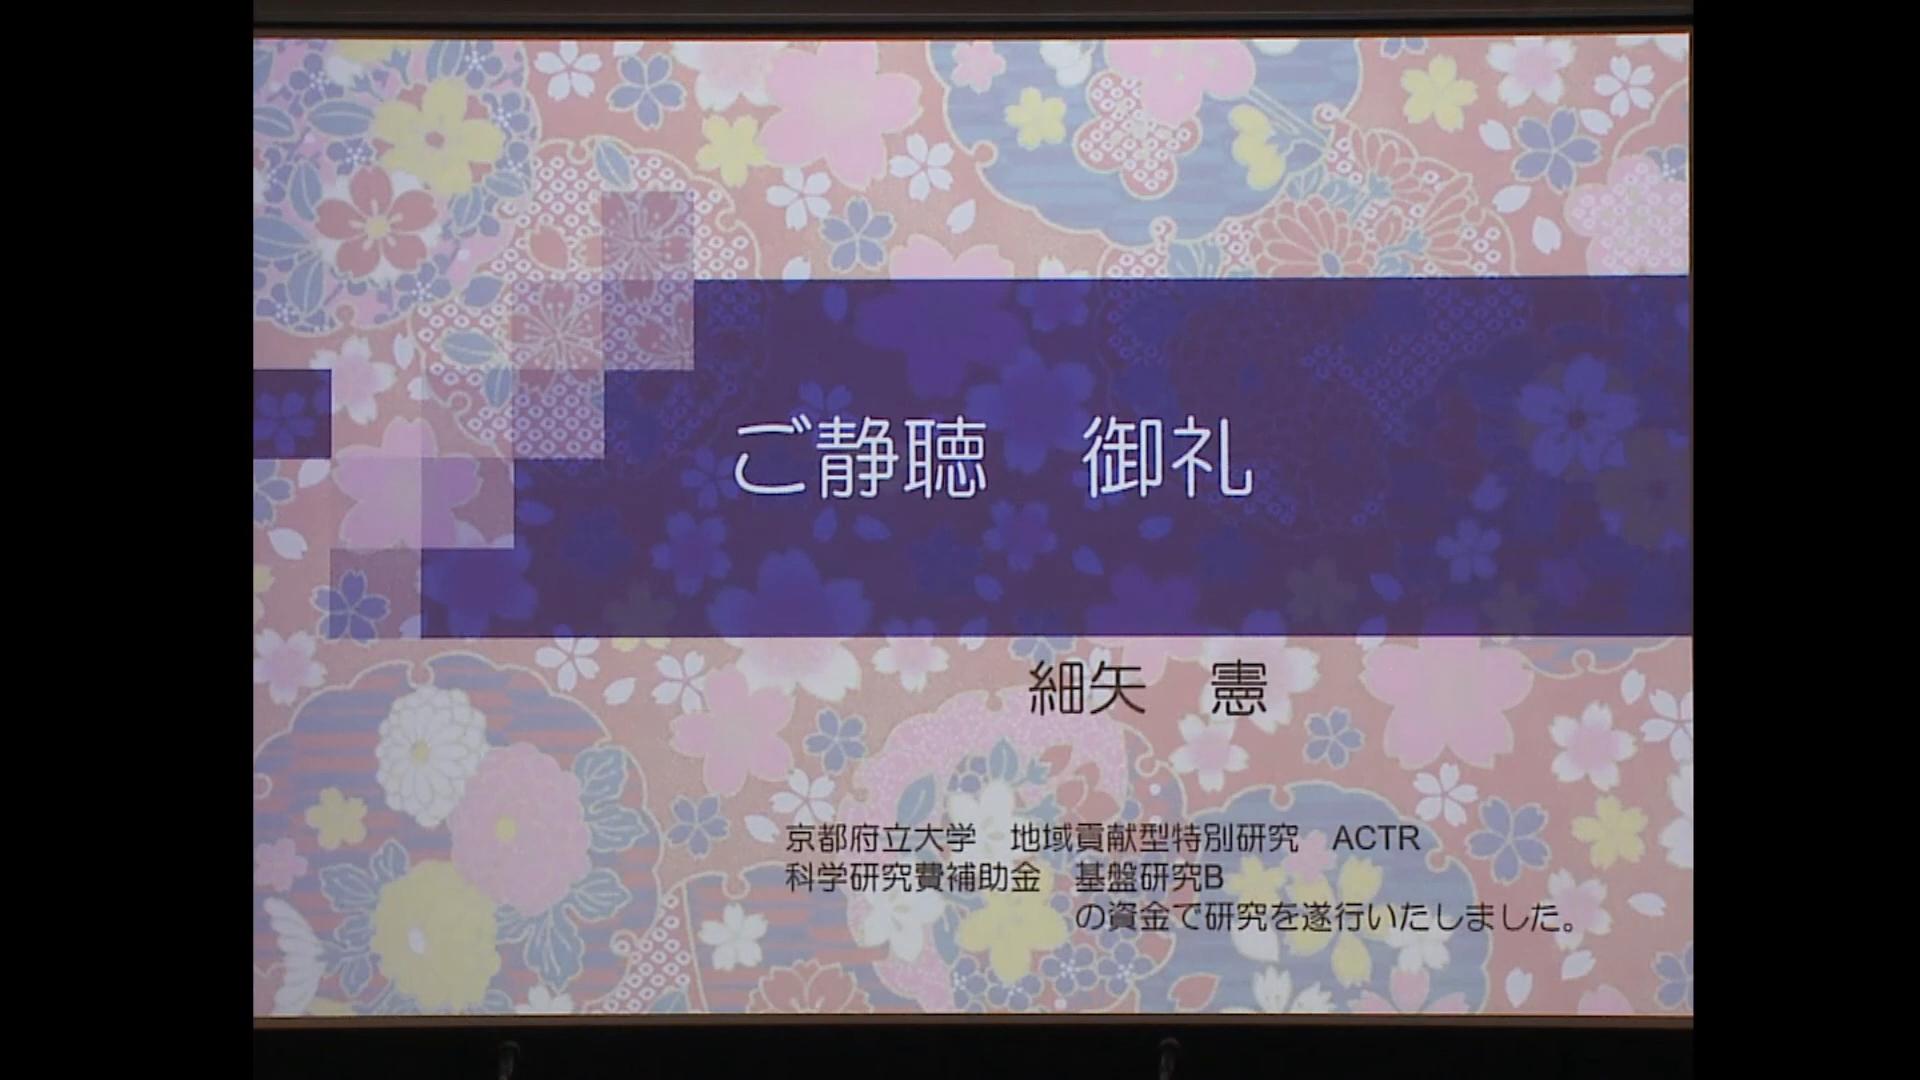 ご静聴　御礼
細矢　憲
京都府立大学　地域貢献型特別研究　ACTR
科学研究費補助金　基盤研究B
の資金で研究を遂行いたしました。